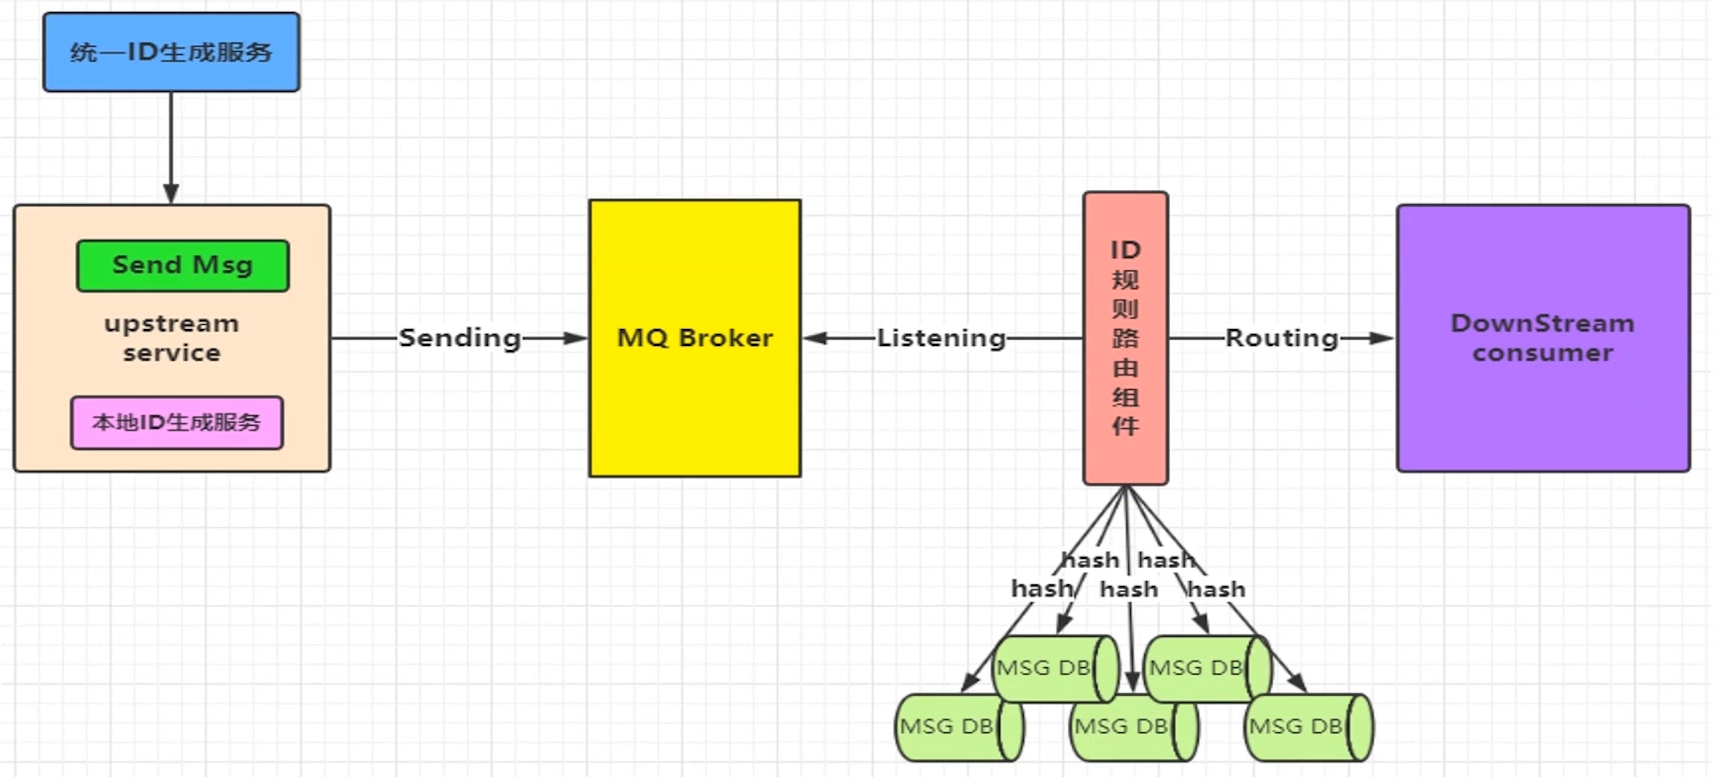 统一ID生成服务
Send Msg
upstream
service
本地ID生成服务
Sending
MQ Broker
Listening
ID
规
则
路
由
组
件
Routing
DownStream
consumer
hash
hash
hash
hash
hash
MSG DB
MSG DB
MSG DB
MSG DB
MSG DB